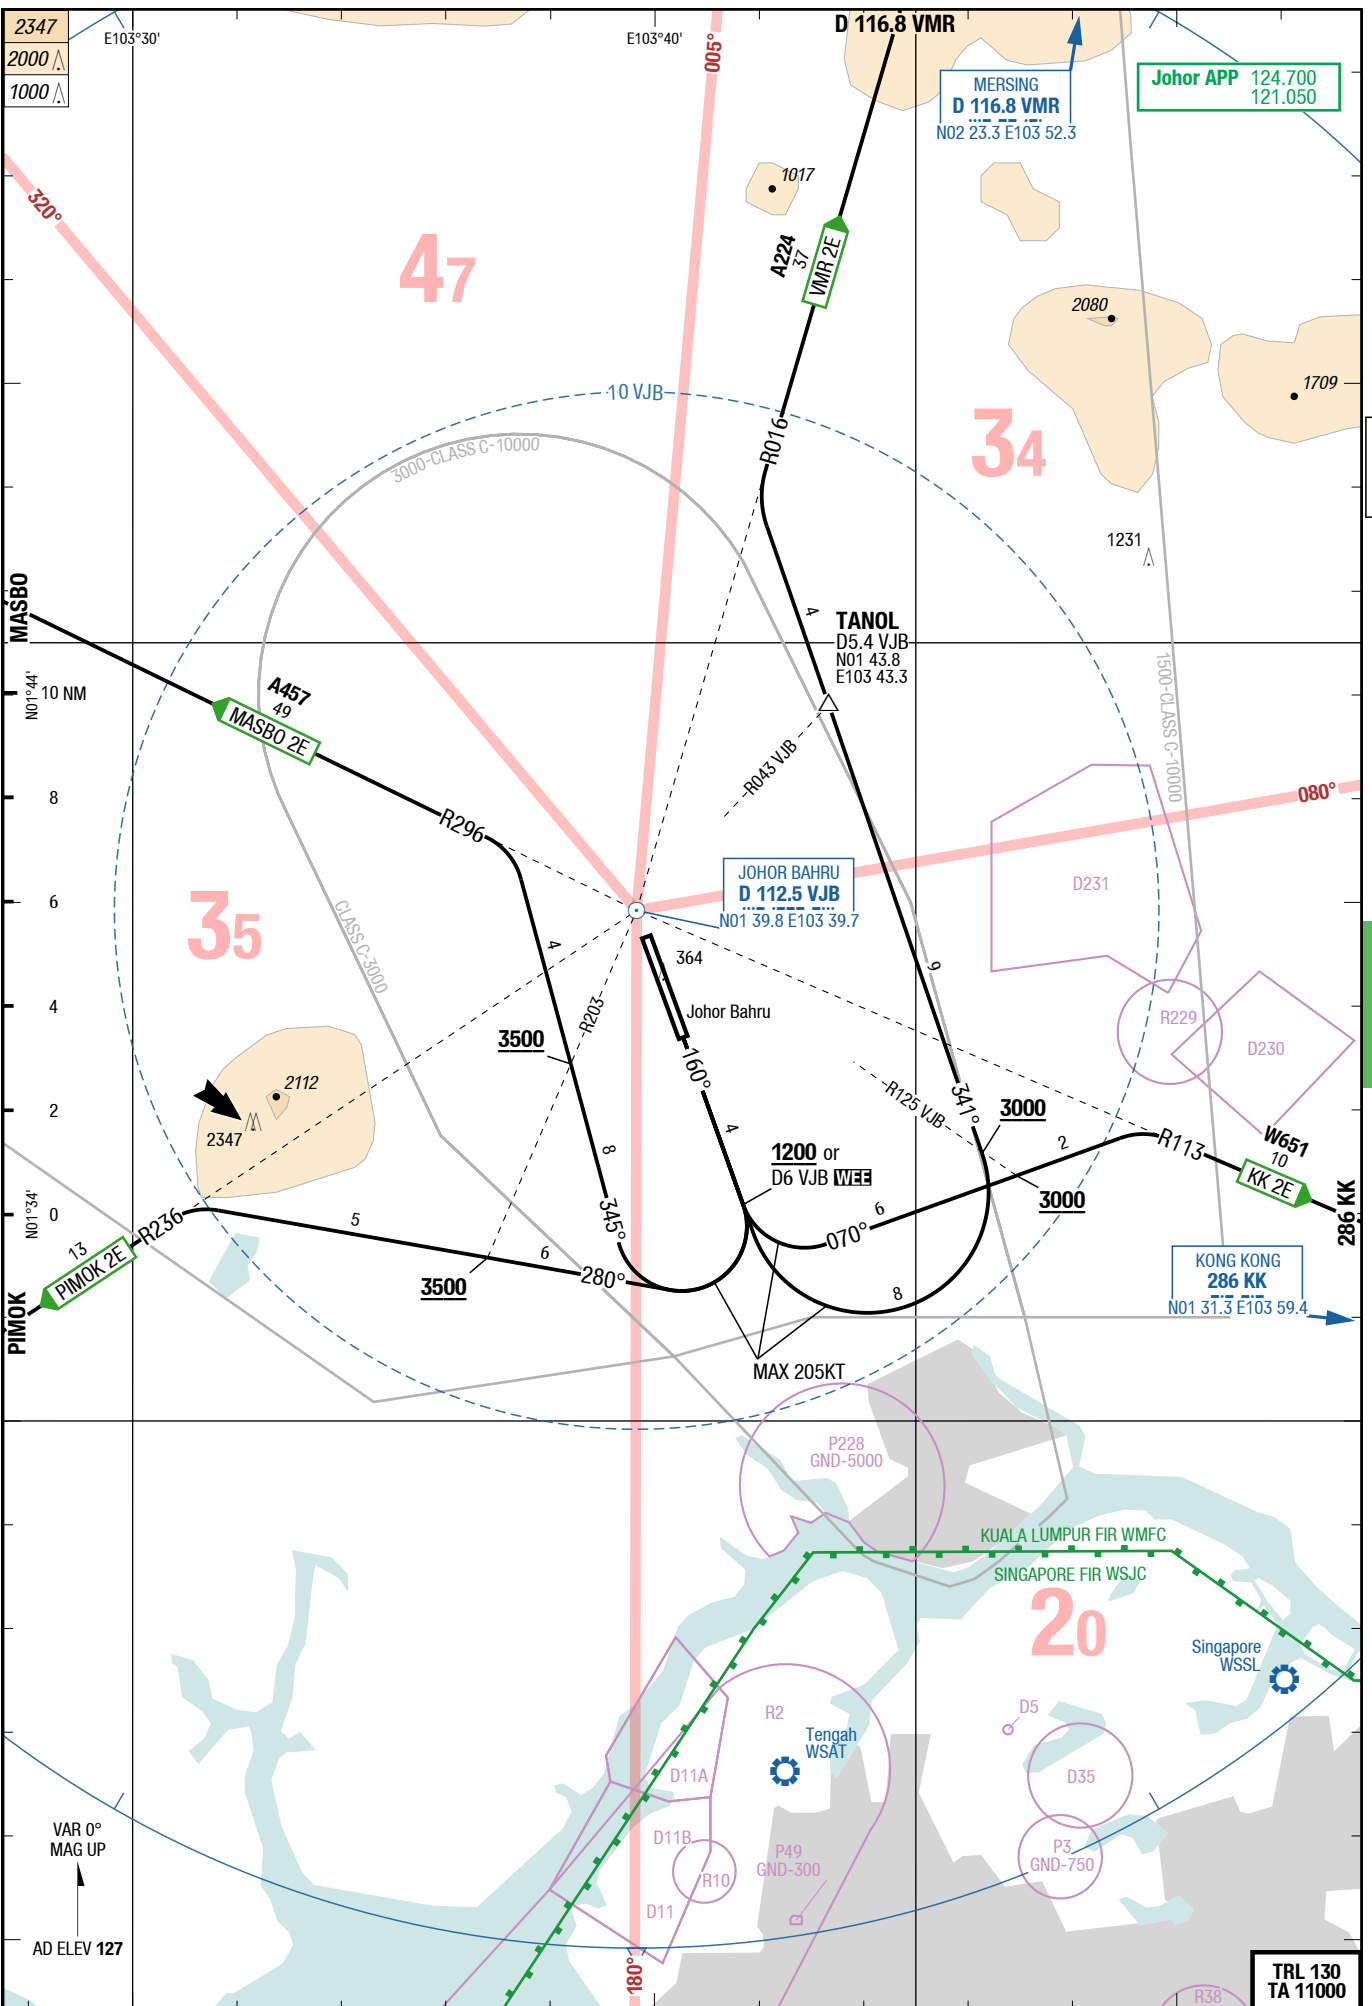 2347
2000
1000
E103°30'
E103°40'
005°
D 116.8 VMR
MERSING
D 116.8 VMR
N02 23.3 E103 52.3
Johor APP 124.700
121.050
320°
47
1017
A224
37
VMR 2E
2080
1709
34
10 VJB
R016
3000-CLASS C-10000
1231
MASBO
4
TANOL
D5.4 VJB
N01 43.8
E103 43.3
N01°44'
10 NM
A457
49
MASBO 2E
1500-CLASS C-10000
R043 VJB
8
080°
R296
JOHOR BAHRU
D 112.5 VJB
N01 39.8 E103 39.7
D231
6
35
CLASS C-3000
4
9
364
Johor Bahru
4
R203
R229
D230
3500
160°
2112
2347
2
R125 VJB
341°
3000
4
2
R113
W651
10
KK 2E
286 KK
8
1200 or
D6 VJB WEE
3000
N01°34'
0
R236
5
345°
6
070°
13
PIMOK 2E
6
280°
3500
PIMOK
8
KONG KONG
286 KK
N01 31.3 E103 59.4
MAX 205KT
P228
GND-5000
KUALA LUMPUR FIR WMFC
SINGAPORE FIR WSJC
20
Singapore
WSSL
R2
D5
Tengah
WSAT
D11A
D35
VAR 0°
MAG UP
D11B
P49
GND-300
P3
GND-750
R10
D11
AD ELEV 127
180°
TRL 130
TA 11000
R38